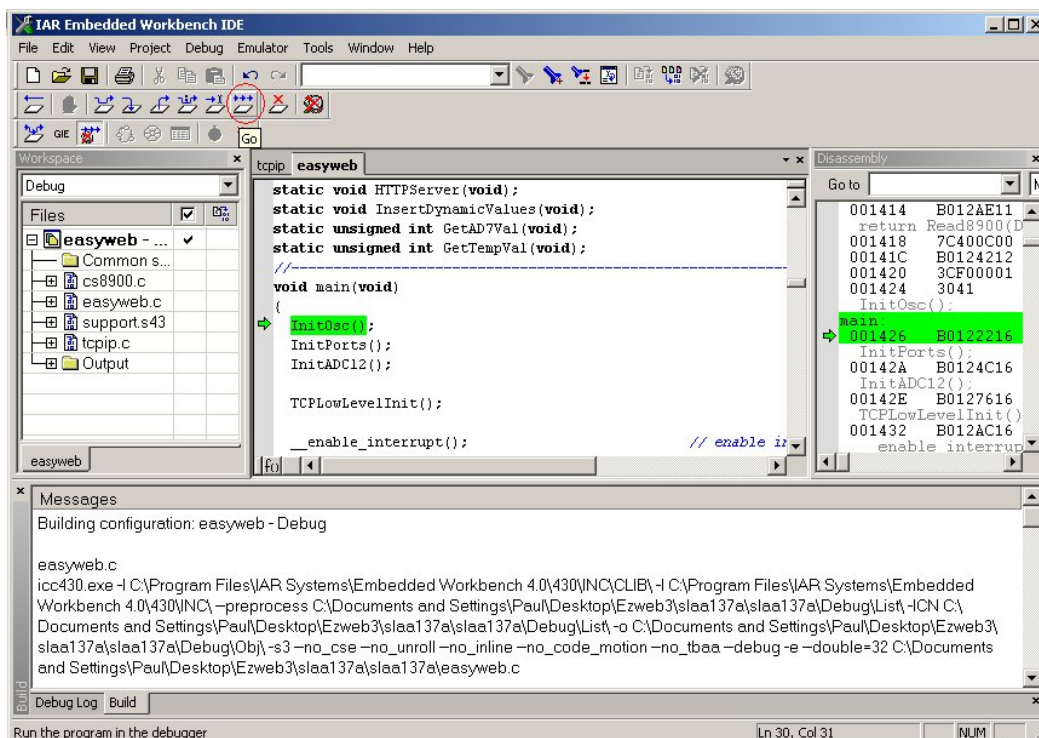 IAR Embedded Workbench IDE
File Edit View Project Debug Emulator Tools Window Help
GIE
Go
Workspace
Debug
Files
easyweb - ...
Common s...
cs8900.c
easyweb.c
support.s43
tcpip.c
Output
easyweb
tcpip easyweb
static void HTTPServer(void);
static void InsertDynamicValues(void);
static unsigned int GetAD7Val(void);
static unsigned int GetTempVal(void);
//------------------------------------------------------------
void main(void)
{
InitOsc();
InitPorts();
InitADC12();
TCPLowLevelInit();
__enable_interrupt(); // enable in
f()
Disassembly
Go to
001414 B012AE11
return Read8900(D
001418 7C400C00
00141C B0124212
001420 3CF00001
001424 3041
InitOsc();
main:
001426 B0122216
InitPorts();
00142A B0124C16
InitADC12();
00142E B0127616
TCPLowLevelInit()
001432 B012AC16
enable interrup
Messages
Building configuration: easyweb - Debug
easyweb.c
icc430.exe -I C:\Program Files\IAR Systems\Embedded Workbench 4.0\430\INC\CLIB\ -I C:\Program Files\IAR Systems\Embedded
Workbench 4.0\430\INC\ --preprocess C:\Documents and Settings\Paul\Desktop\Ezweb3\slaa137a\slaa137a\Debug\List\ -lCN C:\
Documents and Settings\Paul\Desktop\Ezweb3\slaa137a\slaa137a\Debug\List\ -o C:\Documents and Settings\Paul\Desktop\Ezweb3\
slaa137a\slaa137a\Debug\Obj\ -s3 --no_cse --no_unroll --no_inline --no_code_motion --no_tbaa --debug -e --double=32 C:\Documents
and Settings\Paul\Desktop\Ezweb3\slaa137a\slaa137a\easyweb.c
Build
Debug Log Build
Run the program in the debugger
Ln 30, Col 31
NUM